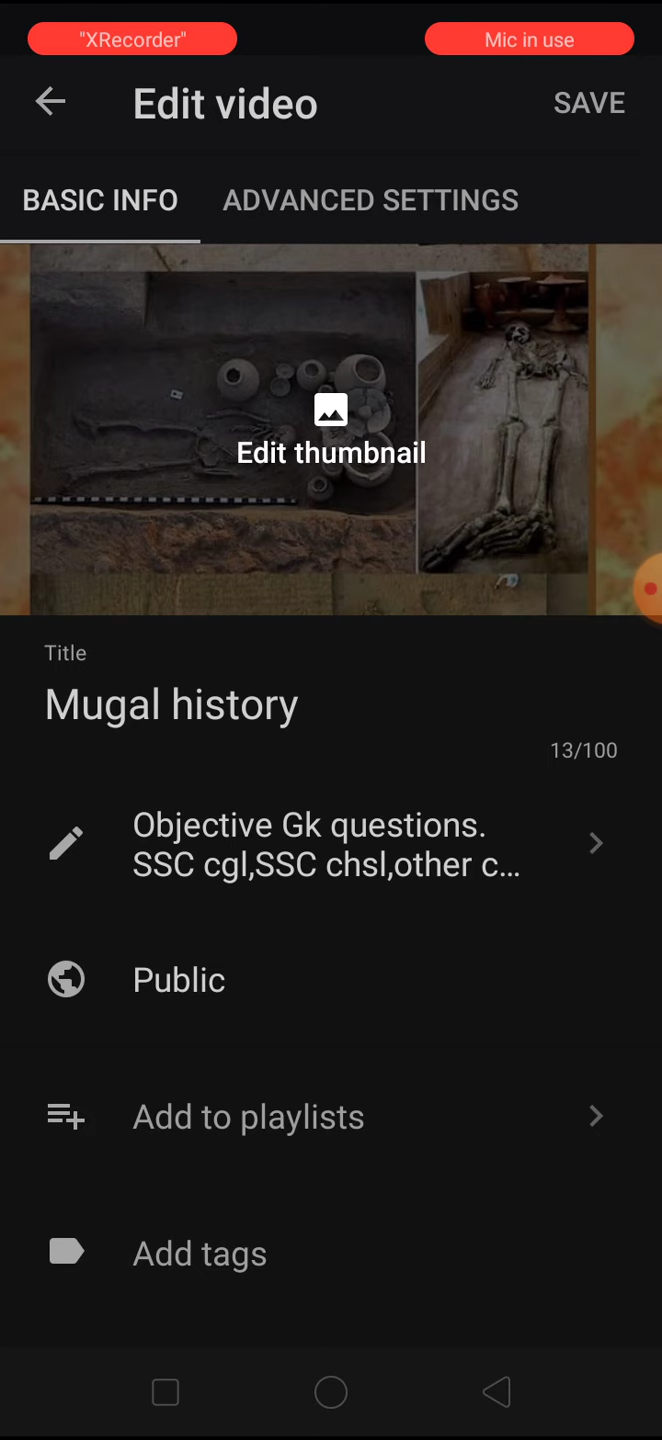 "XRecorder"
Mic in use
Edit video
SAVE
BASIC INFO
ADVANCED SETTINGS
Edit thumbnail
Title
Mugal history
13/100
Objective Gk questions.
SSC cgl,SSC chsl,other c...
Public
Add to playlists
Add tags